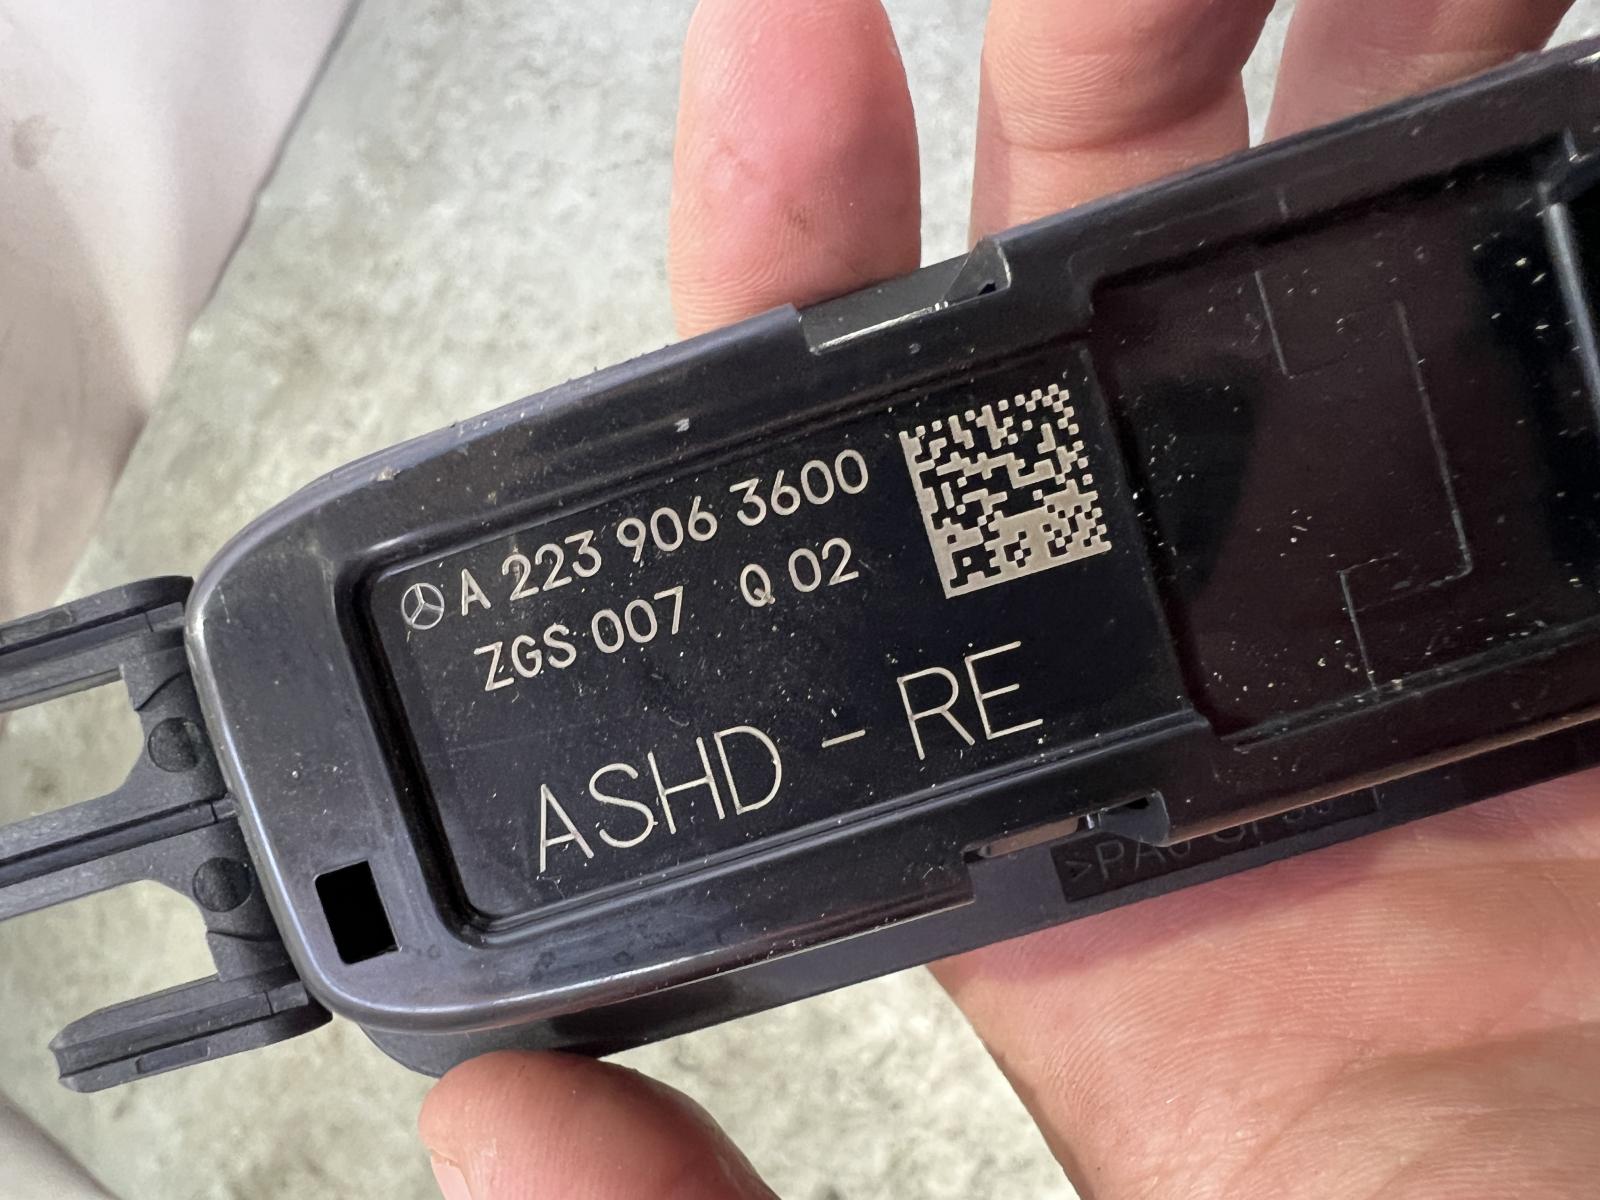 A 223 906 3600
ZGS 007 Q 02
ASHD - RE